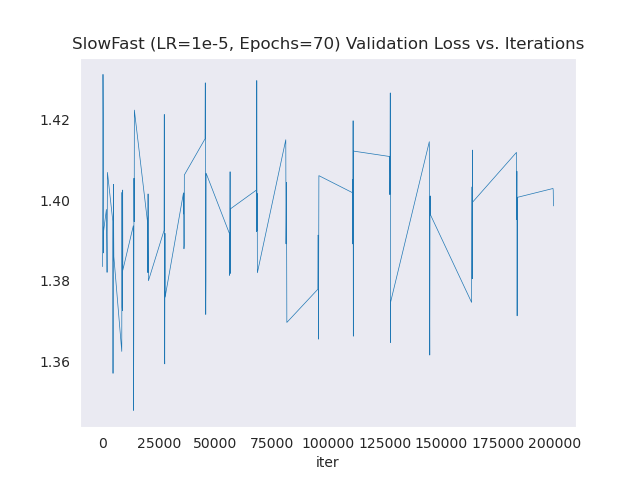 SlowFast (LR=1e-5, Epochs=70) Validation Loss vs. Iterations
1.42
1.40
1.38
1.36
0 25000 50000 75000 100000 125000 150000 175000 200000
iter